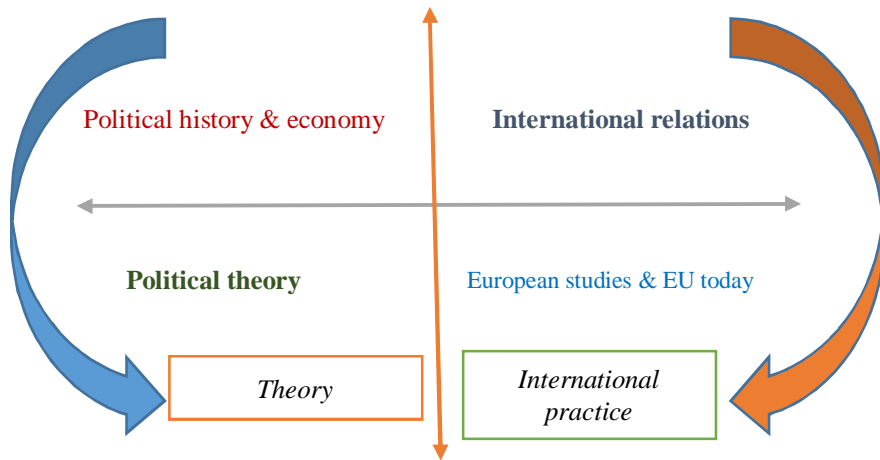 Political history & economy
International relations
Political theory
European studies & EU today
Theory
International
practice